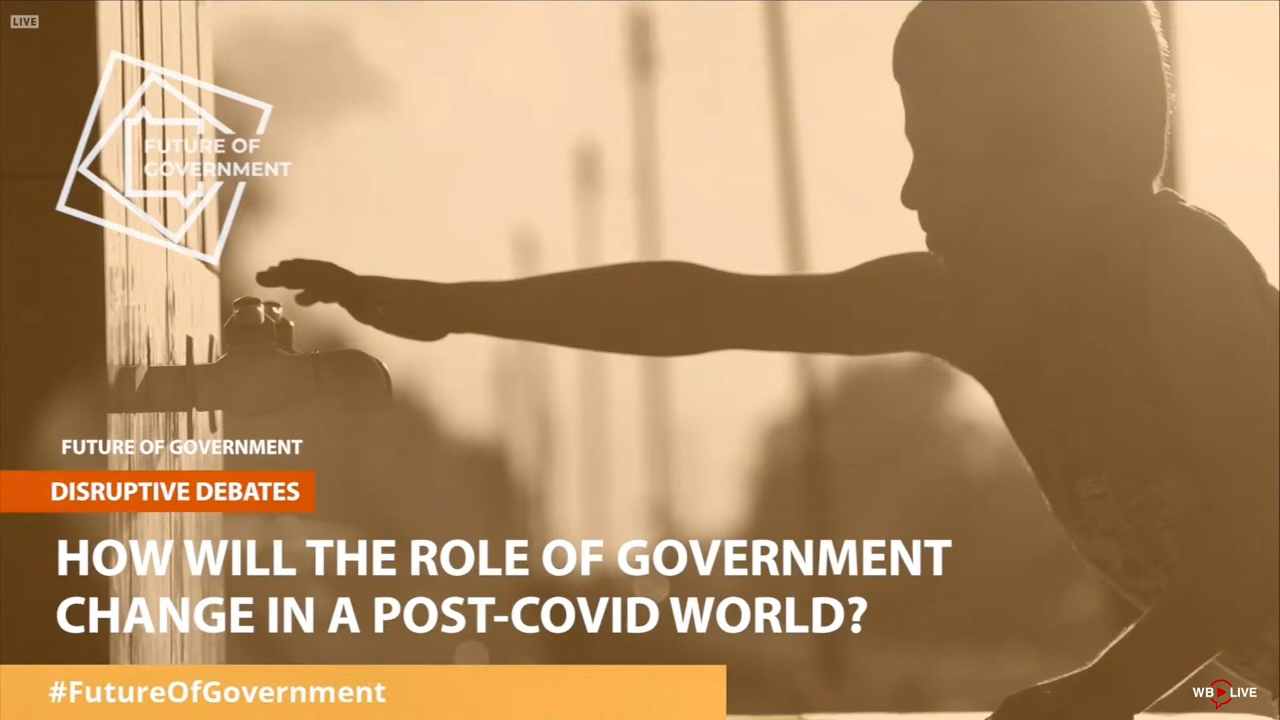 LIVE
FUTURE OF
GOVERNMENT
FUTURE OF GOVERNMENT
DISRUPTIVE DEBATES
HOW WILL THE ROLE OF GOVERNMENT
CHANGE IN A POST-COVID WORLD?
#FutureOfGovernment
WB LIVE